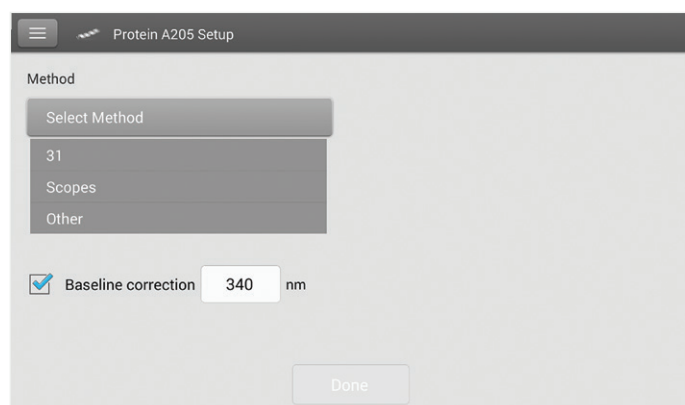 Protein A205 Setup
Method
Select Method
31
Scopes
Other
Baseline correction 340 nm
Done